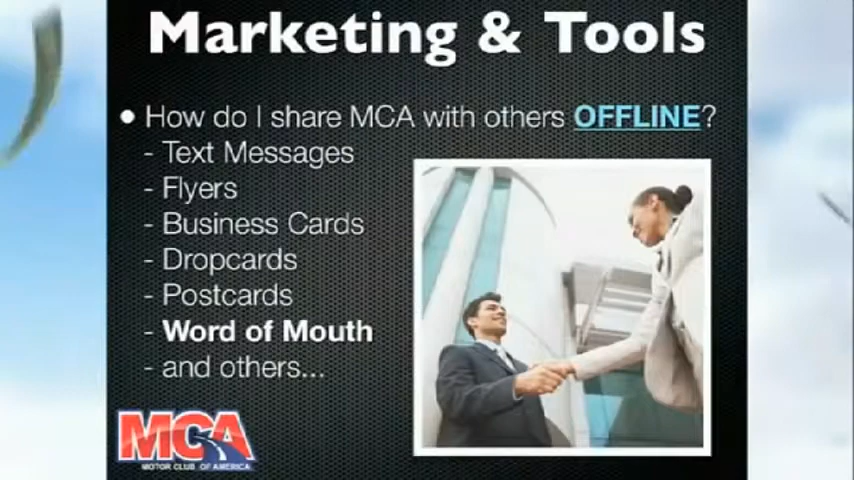 Marketing & Tools
• How do I share MCA with others OFFLINE?
- Text Messages
- Flyers
- Business Cards
- Dropcards
- Postcards
- Word of Mouth
- and others...
MCA
MOTOR CLUB OF AMERICA